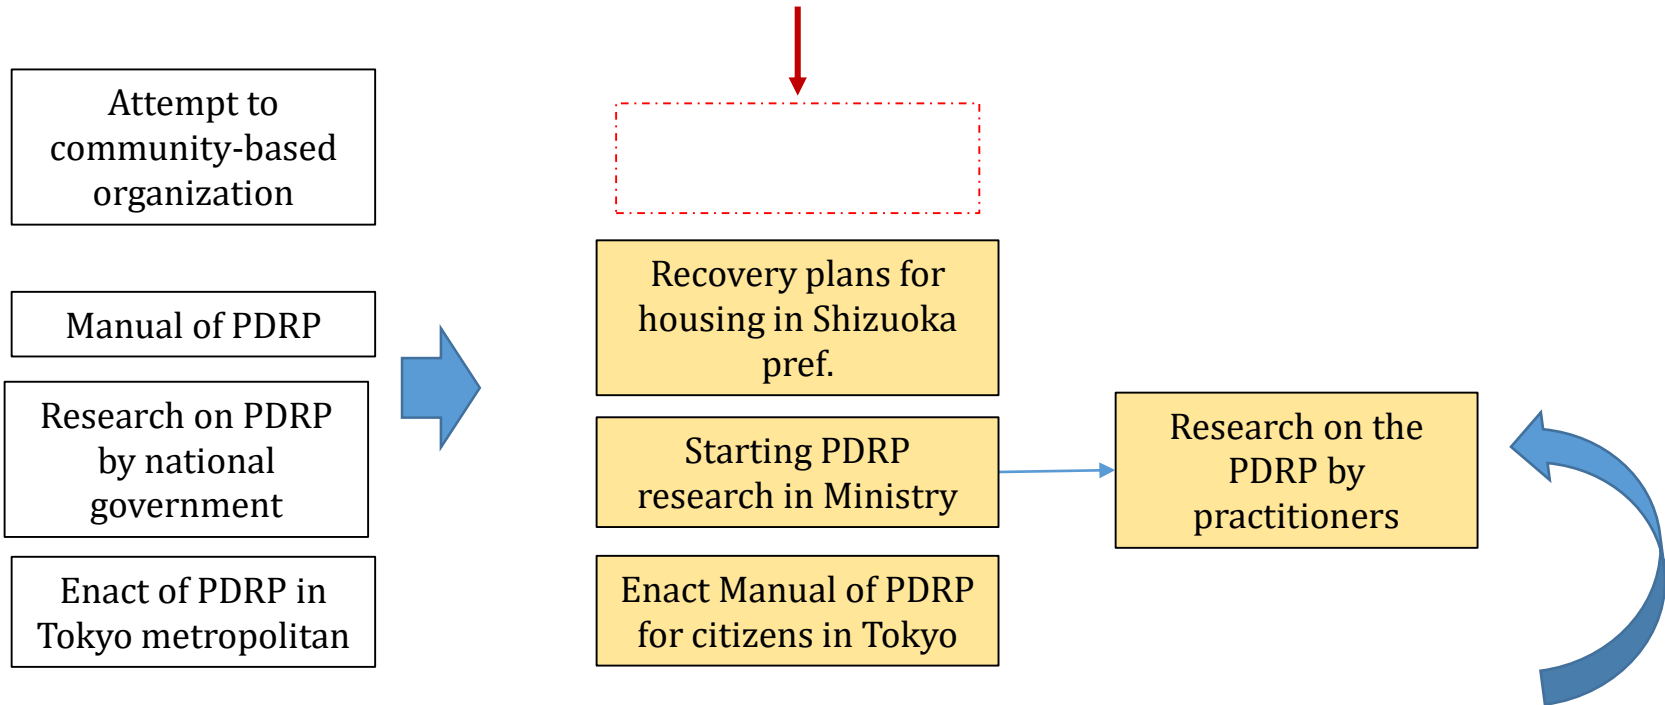 Attempt to
community-based
organization
Manual of PDRP
Research on PDRP
by national
government
Enact of PDRP in
Tokyo metropolitan
Recovery plans for
housing in Shizuoka
pref.
Starting PDRP
research in Ministry
Enact Manual of PDRP
for citizens in Tokyo
Research on the
PDRP by
practitioners